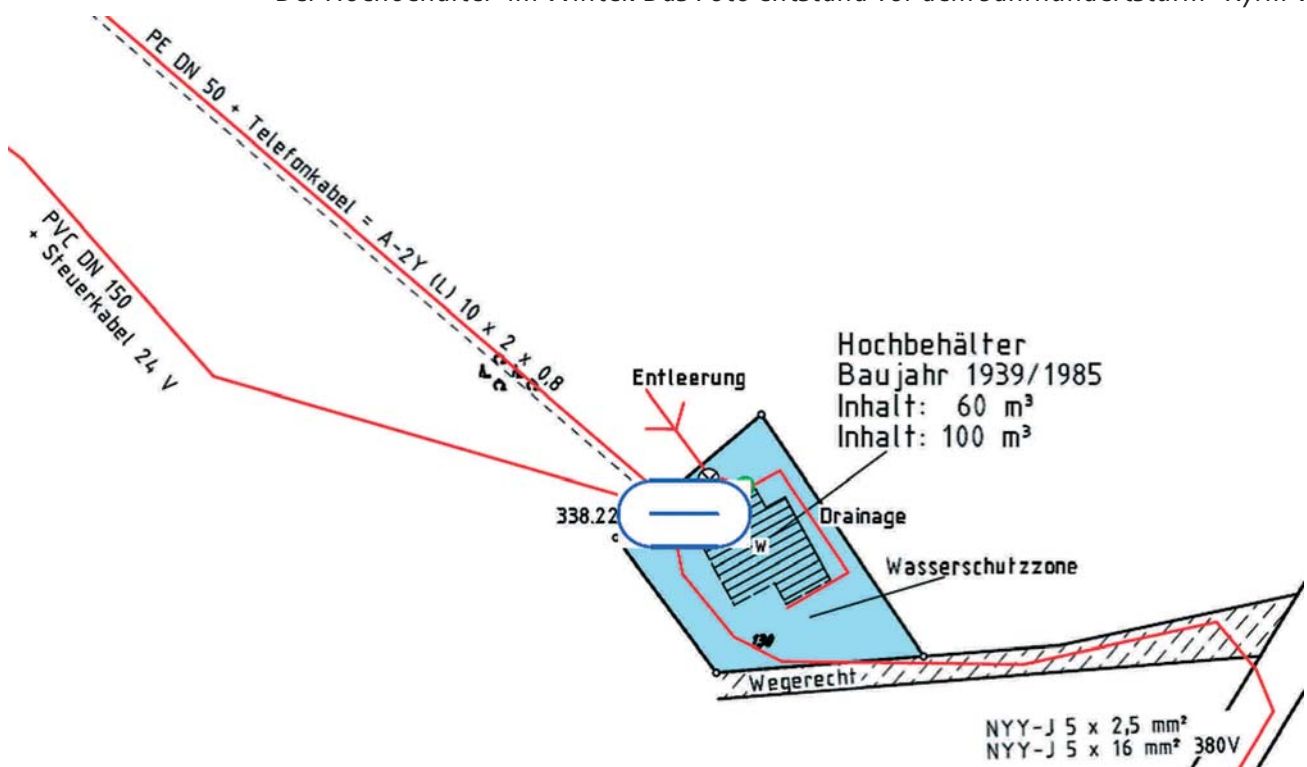 PE DN 50 + Telefonkabel = A-2Y (L) 10 x 2 x 0,8
PVC DN 150
+ Steuerkabel 24 V
Entleerung
Hochbehälter
Baujahr 1939/1985
Inhalt: 60 m³
Inhalt: 100 m³
338.22
W
Drainage
Wasserschutzzone
130
Wegerecht
NYY-J 5 x 2,5 mm²
NYY-J 5 x 16 mm² 380V